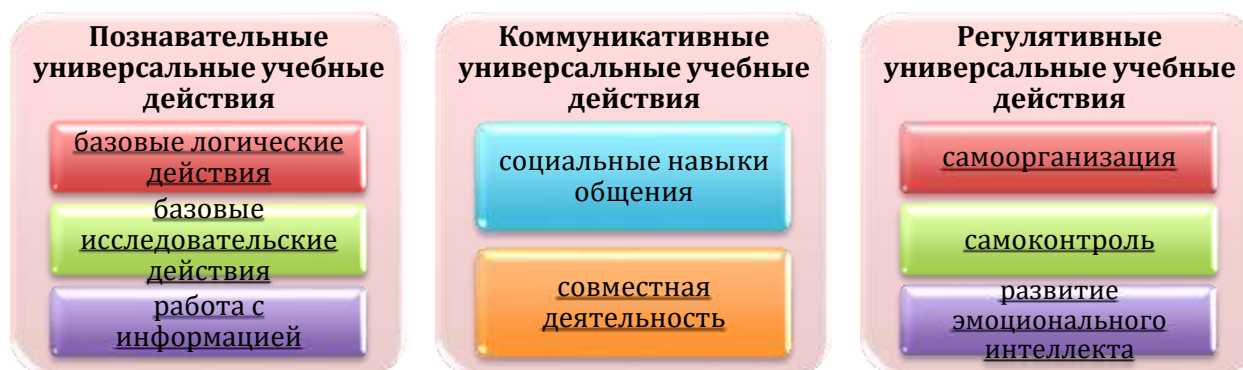 Познавательные
универсальные учебные
действия
базовые логические
действия
базовые
исследовательские
действия
работа с
информацией
Коммуникативные
универсальные учебные
действия
социальные навыки
общения
совместная
деятельность
Регулятивные
универсальные учебные
действия
самоорганизация
самоконтроль
развитие
эмоционального
интеллекта